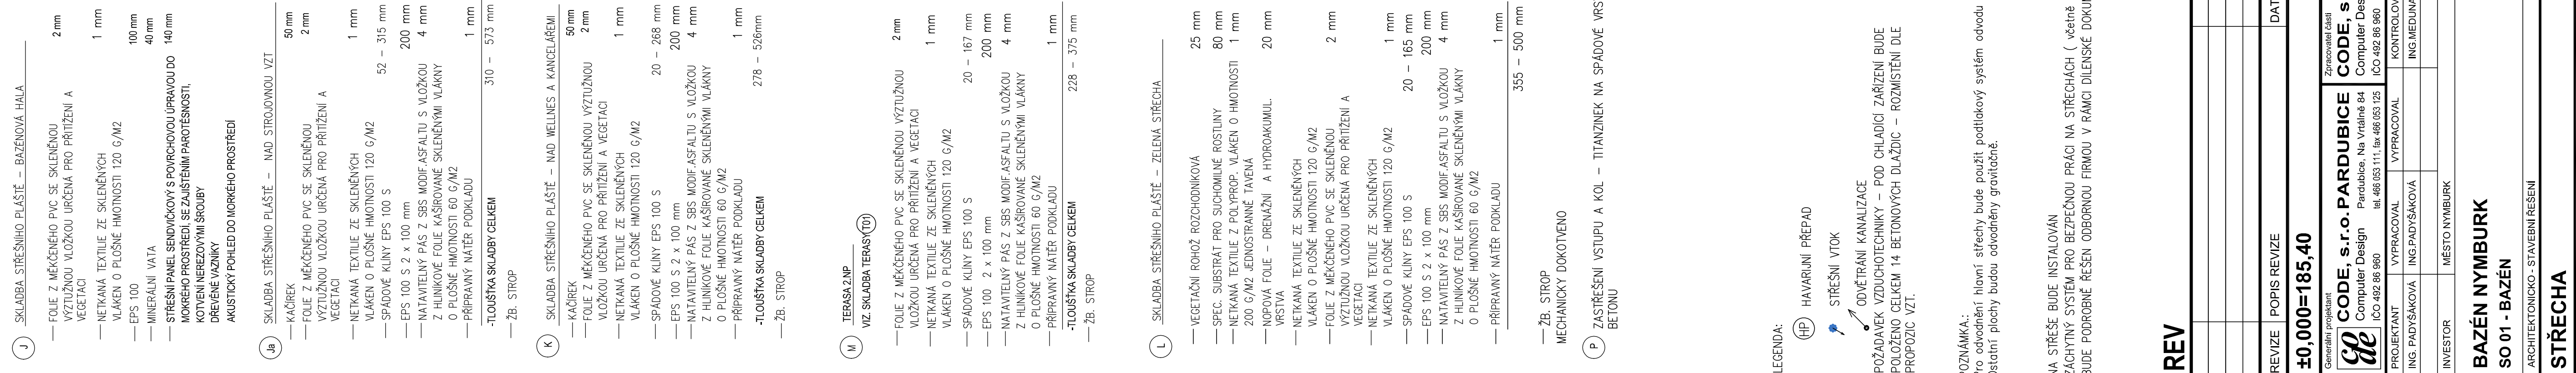 J
SKLADBA STŘEŠNÍHO PLÁŠTĚ – BAZÉNOVÁ HALA
FOLIE Z MĚKČENÉHO PVC SE SKLENĚNOU 2 mm
VÝZTUŽNOU VLOŽKOU URČENÁ PRO PŘITÍŽENÍ A
VEGETACI
NETKANÁ TEXTILIE ZE SKLENĚNÝCH 1 mm
VLÁKEN O PLOŠNÉ HMOTNOSTI 120 G/M2
EPS 100 100 mm
MINERÁLNÍ VATA 40 mm
STŘEŠNÍ PANEL SENDVIČKOVÝ S POVRCHOVOU ÚPRAVOU DO 140 mm
MOKRÉHO PROSTŘEDÍ, SE ZAJIŠTĚNÍM PAROTĚSNOSTI,
KOTVENÍ NEREZOVÝMI ŠROUBY
DŘEVĚNÉ VAZNÍKY
AKUSTICKÝ POHLED DO MORKÉHO PROSTŘEDÍ
Ja
SKLADBA STŘEŠNÍHO PLÁŠTĚ – NAD STROJOVNOU VZT
KAČÍREK 50 mm
FOLIE Z MĚKČENÉHO PVC SE SKLENĚNOU 2 mm
VÝZTUŽNOU VLOŽKOU URČENÁ PRO PŘITÍŽENÍ A
VEGETACI
NETKANÁ TEXTILIE ZE SKLENĚNÝCH 1 mm
VLÁKEN O PLOŠNÉ HMOTNOSTI 120 G/M2
SPÁDOVÉ KLÍNY EPS 100 S 52 – 315 mm
EPS 100 S 2 x 100 mm 200 mm
NATAVITELNÝ PÁS Z SBS MODIF.ASFALTU S VLOŽKOU 4 mm
Z HLINÍKOVÉ FOLIE KAŠÍROVANÉ SKLENĚNÝMI VLÁKNY
O PLOŠNÉ HMOTNOSTI 60 G/M2
PŘÍPRAVNÝ NÁTĚR PODKLADU 1 mm
-TLOUŠŤKA SKLADBY CELKEM 310 – 573 mm
ŽB. STROP
K
SKLADBA STŘEŠNÍHO PLÁŠTĚ – NAD WELLNES A KANCELÁŘEMI
KAČÍREK 50 mm
FOLIE Z MĚKČENÉHO PVC SE SKLENĚNOU VÝZTUŽNOU 2 mm
VLOŽKOU URČENÁ PRO PŘITÍŽENÍ A VEGETACI
NETKANÁ TEXTILIE ZE SKLENĚNÝCH 1 mm
VLÁKEN O PLOŠNÉ HMOTNOSTI 120 G/M2
SPÁDOVÉ KLÍNY EPS 100 S 20 – 268 mm
EPS 100 S 2 x 100 mm 200 mm
NATAVITELNÝ PÁS Z SBS MODIF.ASFALTU S VLOŽKOU 4 mm
Z HLINÍKOVÉ FOLIE KAŠÍROVANÉ SKLENĚNÝMI VLÁKNY
O PLOŠNÉ HMOTNOSTI 60 G/M2
PŘÍPRAVNÝ NÁTĚR PODKLADU 1 mm
-TLOUŠŤKA SKLADBY CELKEM 278 – 526mm
ŽB. STROP
M
TERASA 2.NP
VIZ. SKLADBA TERASY T01
FOLIE Z MĚKČENÉHO PVC SE SKLENĚNOU VÝZTUŽNOU 2 mm
VLOŽKOU URČENÁ PRO PŘITÍŽENÍ A VEGETACI
NETKANÁ TEXTILIE ZE SKLENĚNÝCH 1 mm
VLÁKEN O PLOŠNÉ HMOTNOSTI 120 G/M2
SPÁDOVÉ KLÍNY EPS 100 S 20 – 167 mm
EPS 100 2 x 100 mm 200 mm
NATAVITELNÝ PÁS Z SBS MODIF.ASFALTU S VLOŽKOU 4 mm
Z HLINÍKOVÉ FOLIE KAŠÍROVANÉ SKLENĚNÝMI VLÁKNY
O PLOŠNÉ HMOTNOSTI 60 G/M2
PŘÍPRAVNÝ NÁTĚR PODKLADU 1 mm
-TLOUŠŤKA SKLADBY CELKEM 228 – 375 mm
ŽB. STROP
L
SKLADBA STŘEŠNÍHO PLÁŠTĚ – ZELENÁ STŘECHA
VEGETAČNÍ ROHOŽ ROZCHODNÍKOVÁ 25 mm
SPEC. SUBSTRÁT PRO SUCHOMILNÉ ROSTLINY 80 mm
NETKANÁ TEXTILIE Z POLYPROP. VLÁKEN O HMOTNOSTI 1 mm
200 G/M2 JEDNOSTRANNĚ TAVENÁ
NOPOVÁ FOLIE – DRENÁŽNÍ A HYDROAKUMUL. 20 mm
VRSTVA
NETKANÁ TEXTILIE ZE SKLENĚNÝCH
VLÁKEN O PLOŠNÉ HMOTNOSTI 120 G/M2
FOLIE Z MĚKČENÉHO PVC SE SKLENĚNOU 2 mm
VÝZTUŽNOU VLOŽKOU URČENÁ PRO PŘITÍŽENÍ A
VEGETACI
NETKANÁ TEXTILIE ZE SKLENĚNÝCH 1 mm
VLÁKEN O PLOŠNÉ HMOTNOSTI 120 G/M2
SPÁDOVÉ KLÍNY EPS 100 S 20 – 165 mm
EPS 100 S 2 x 100 mm 200 mm
NATAVITELNÝ PÁS Z SBS MODIF.ASFALTU S VLOŽKOU 4 mm
Z HLINÍKOVÉ FOLIE KAŠÍROVANÉ SKLENĚNÝMI VLÁKNY
O PLOŠNÉ HMOTNOSTI 60 G/M2
PŘÍPRAVNÝ NÁTĚR PODKLADU 1 mm
355 – 500 mm
ŽB. STROP
MECHANICKY DOKOTVENO
P
ZASTŘEŠENÍ VSTUPU A KOL – TITANZINEK NA SPÁDOVÉ VRS
BETONU
LEGENDA:
HP HAVARIJNÍ PŘEPAD
STŘEŠNÍ VTOK
ODVĚTRÁNÍ KANALIZACE
POŽADAVEK VZDUCHOTECHNIKY – POD CHLADÍCÍ ZAŘÍZENÍ BUDE
POLOŽENO CELKEM 14 BETONOVÝCH DLAŽDIC – ROZMÍSTĚNÍ DLE
PROPOZIC VZT.
POZNÁMKA.:
Pro odvodnění hlavní střechy bude použit podtlakový systém odvodu
Ostatní plochy budou odvodněny gravitočně.
NA STŘEŠE BUDE INSTALOVÁN
ZÁCHYTNÝ SYSTÉM PRO BEZPEČNOU PRÁCI NA STŘECHÁCH ( včetně
BUDE PODROBNĚ ŘEŠEN ODBORNOU FIRMOU V RÁMCI DÍLENSKÉ DOKUM
REV
REVIZE POPIS REVIZE DAT
±0,000=185,40
Generální projektant
CODE, s.r.o. PARDUBICE
Computer Design Pardubice, Na Vrtálně 84
IČO 492 86 960 tel. 466 053 111, fax 466 053 125
Zpracovatel části
CODE, s
Computer Des
IČO 492 86 960
PROJEKTANT VYPRACOVAL VYPRACOVAL KONTROLOV
ING. PADYŠÁKOVÁ ING.PADYŠÁKOVÁ ING.MEDUNA
INVESTOR MĚSTO NYMBURK
BAZÉN NYMBURK
SO 01 - BAZÉN
ARCHITEKTONICKO - STAVEBNÍ ŘEŠENÍ
STŘECHA